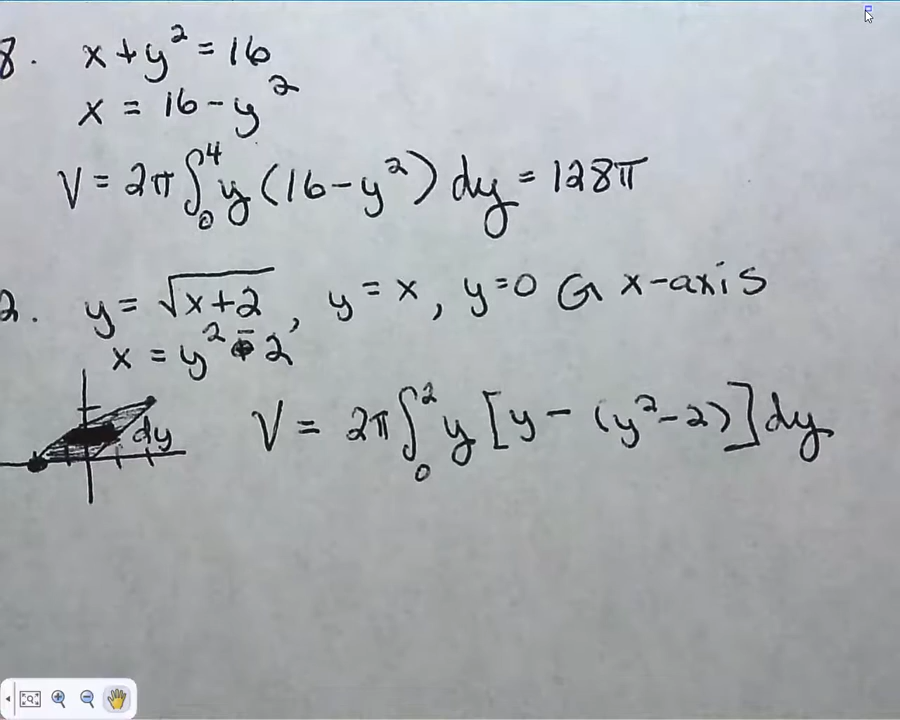 8. x + y² = 16
x = 16 - y²
V = 2π ∫₀⁴ y (16 - y²) dy = 128π
2. y = √(x+2), y = x, y = 0 G x-axis
x = y² - 2
dy
V = 2π ∫₀² y [y - (y² - 2)] dy